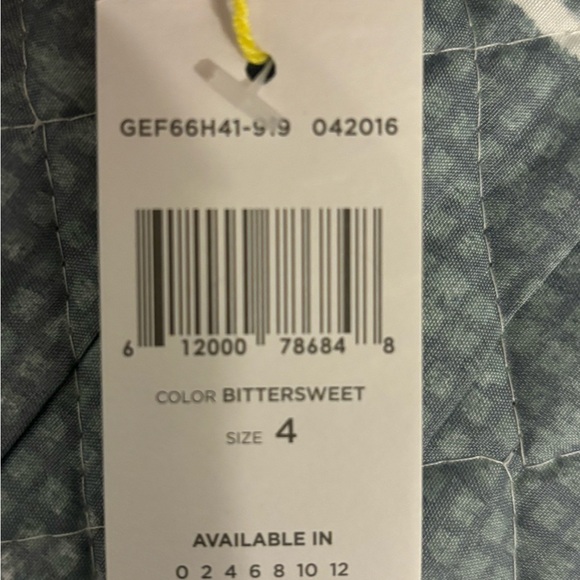 GEF66H41-919 042016
6 12000 78684 8
COLOR BITTERSWEET
SIZE 4
AVAILABLE IN
0 2 4 6 8 10 12